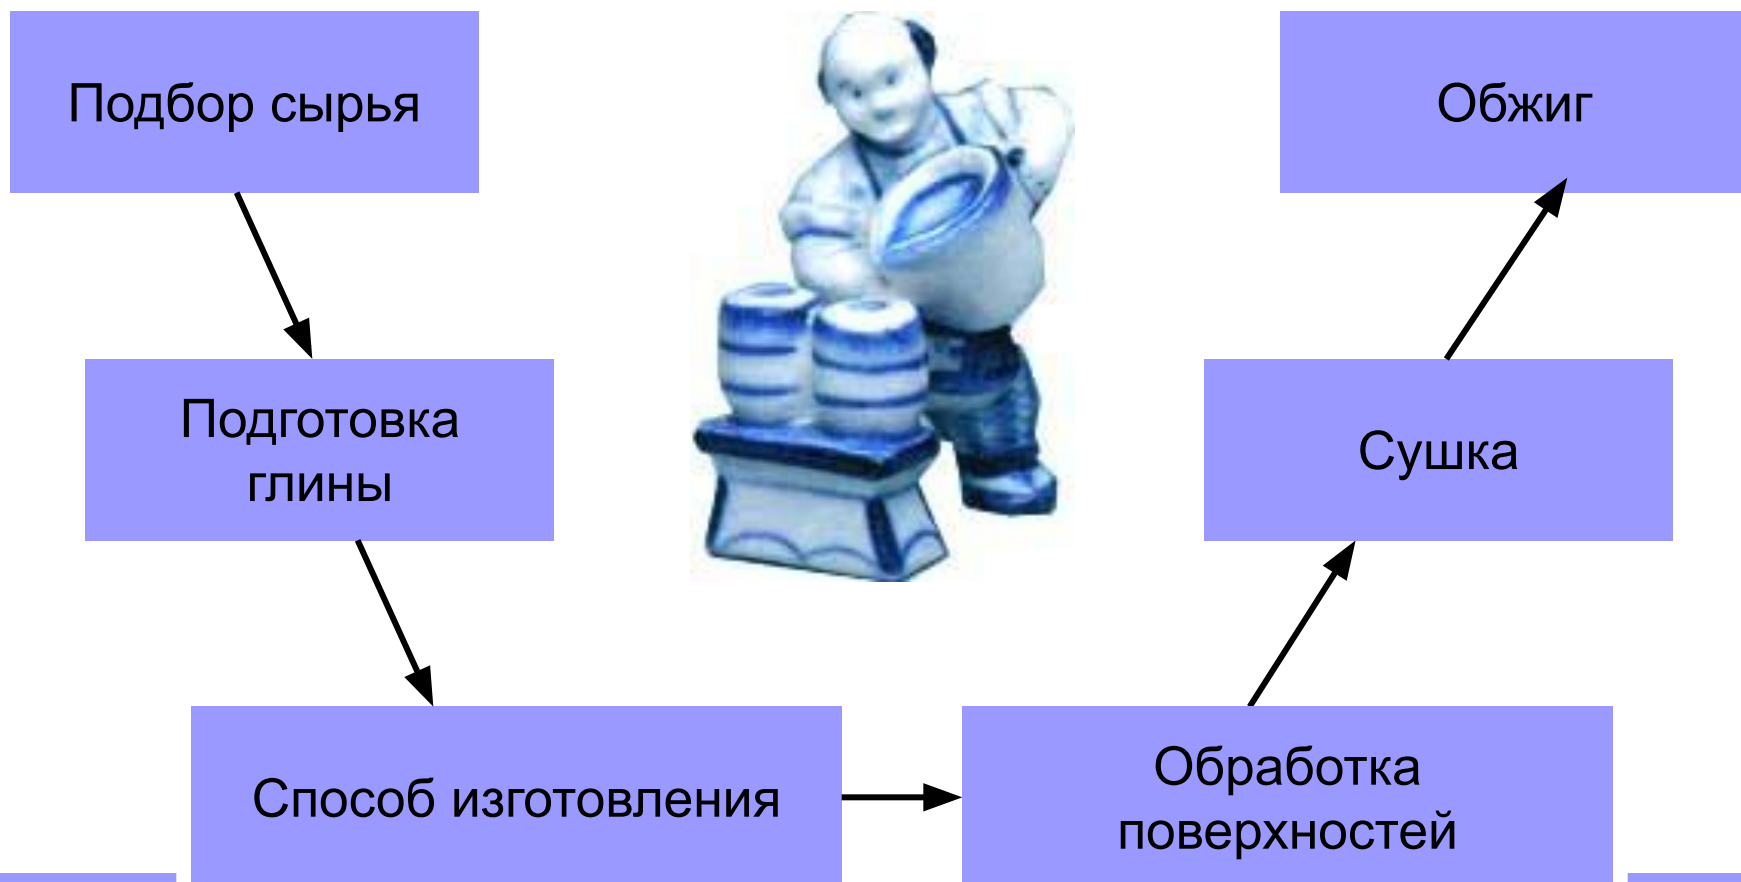 Подбор сырья
Подготовка
глины
Способ изготовления
Обработка
поверхностей
Сушка
Обжиг